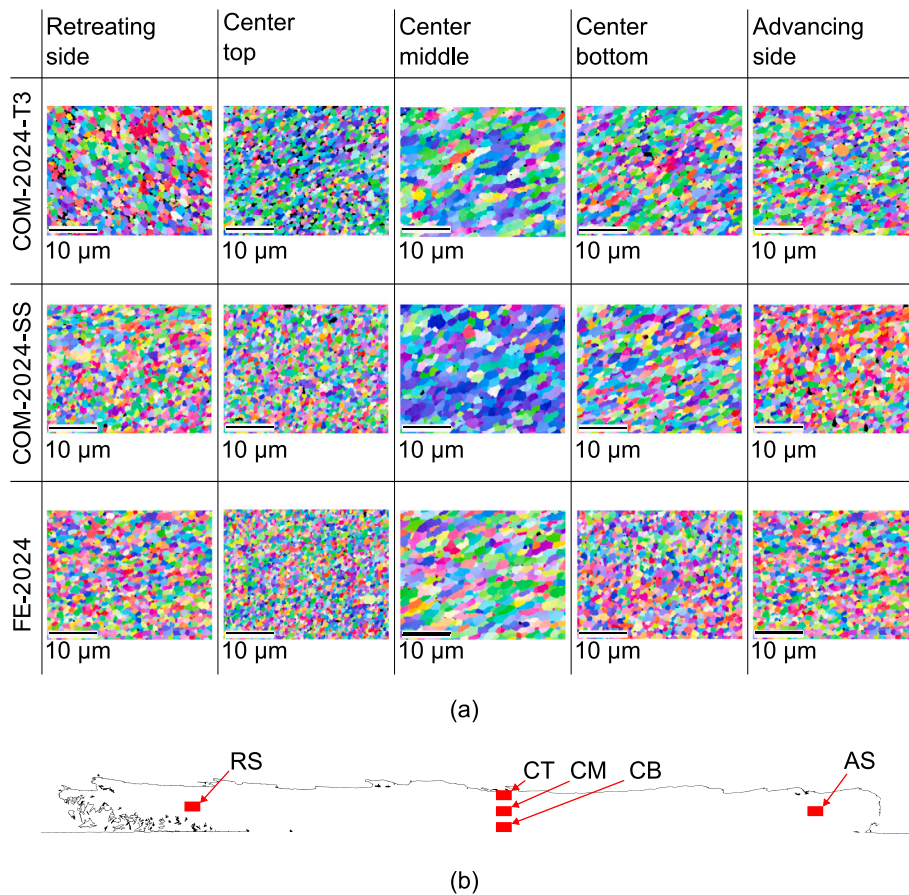 Retreating side
Center top
Center middle
Center bottom
Advancing side
COM-2024-T3
10 µm
10 µm
10 µm
10 µm
10 µm
COM-2024-SS
10 µm
10 µm
10 µm
10 µm
10 µm
FE-2024
10 µm
10 µm
10 µm
10 µm
10 µm
(a)
RS
CT
CM
CB
AS
(b)